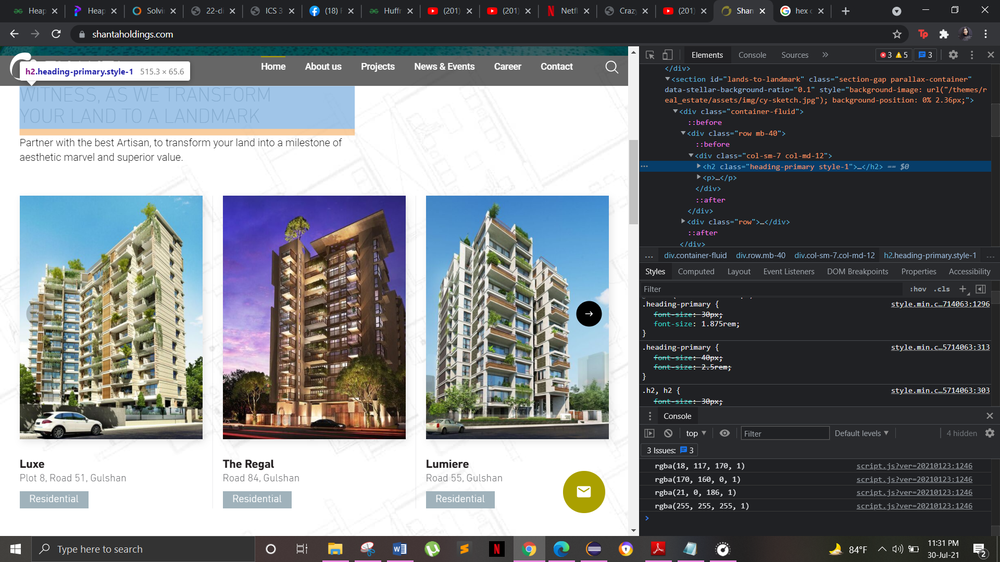 Heap
Heap
Solvi
22-di
ICS 3
(18) F
Huffr
(201)
(201)
Netfl
Crazy
(201)
Shan
hex c
shantaholdings.com
Home
About us
Projects
News & Events
Career
Contact
h2.heading-primary.style-1 515.3 × 65.6
WITNESS, AS WE TRANSFORM
YOUR LAND TO A LANDMARK
Partner with the best Artisan, to transform your land into a milestone of
aesthetic marvel and superior value.
Luxe
Plot 8, Road 51, Gulshan
Residential
The Regal
Road 84, Gulshan
Residential
Lumiere
Road 55, Gulshan
Residential
Elements Console Sources » 3 5 3
</div>
<section id="lands-to-landmark" class="section-gap parallax-container"
data-stellar-background-ratio="0.1" style="background-image: url("/themes/r
eal_estate/assets/img/cy-sketch.jpg"); background-position: 0% 2.36px;">
<div class="container-fluid">
::before
<div class="row mb-40">
::before
<div class="col-sm-7 col-md-12">
<h2 class="heading-primary style-1">…</h2> == $0
<p>…</p>
</div>
::after
</div>
<div class="row">…</div>
::after
</div>
... div.container-fluid div.row.mb-40 div.col-sm-7.col-md-12 h2.heading-primary.style-1 ...
Styles Computed Layout Event Listeners DOM Breakpoints Properties Accessibility
Filter :hov .cls +
.heading-primary { style.min.c…714063:1296
font-size: 30px;
font-size: 1.875rem;
}
.heading-primary { style.min.c…5714063:313
font-size: 40px;
font-size: 2.5rem;
}
.h2, h2 { style.min.c…5714063:303
font-size: 30px;
Console
top Filter Default levels 4 hidden
3 Issues: 3
rgba(18, 117, 170, 1) script.js?ver=20210123:1246
rgba(170, 160, 0, 1) script.js?ver=20210123:1246
rgba(21, 0, 186, 1) script.js?ver=20210123:1246
rgba(255, 255, 255, 1) script.js?ver=20210123:1246
>
Type here to search
84°F
11:31 PM
30-Jul-21
2